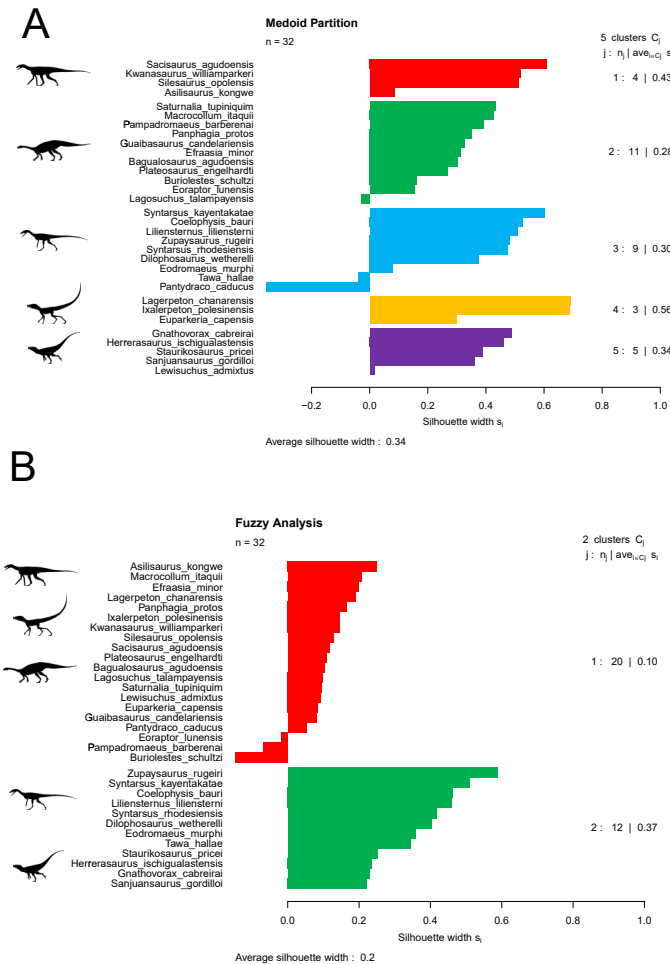 A
Medoid Partition
n = 32
5 clusters Cj
j : nj | avei∈Cj s
Sacisaurus_agudoensis
Kwanasaurus_williamparkeri
Silesaurus_opolensis
Asilisaurus_kongwe
1 : 4 | 0.43
Saturnalia_tupiniquim
Macrocollum_itaquii
Pampadromaeus_barberenai
Panphagia_protos
Guaibasaurus_candelariensis
Efraasia_minor
Bagualosaurus_agudoensis
Plateosaurus_engelhardti
Buriolestes_schultzi
Eoraptor_lunensis
Lagosuchus_talampayensis
2 : 11 | 0.28
Syntarsus_kayentakatae
Coelophysis_bauri
Liliensternus_liliensterni
Zupaysaurus_rugeiri
Syntarsus_rhodesiensis
Dilophosaurus_wetherelli
Eodromaeus_murphi
Tawa_hallae
Pantydraco_caducus
3 : 9 | 0.30
Lagerpeton_chanarensis
Ixalerpeton_polesinensis
Euparkeria_capensis
4 : 3 | 0.56
Gnathovorax_cabreirai
Herrerasaurus_ischigualastensis
Staurikosaurus_pricei
Sanjuansaurus_gordilloi
Lewisuchus_admixtus
5 : 5 | 0.34
−0.2 0.0 0.2 0.4 0.6 0.8 1.0
Silhouette width si
Average silhouette width : 0.34
B
Fuzzy Analysis
n = 32
2 clusters Cj
j : nj | avei∈Cj si
Asilisaurus_kongwe
Macrocollum_itaquii
Efraasia_minor
Lagerpeton_chanarensis
Panphagia_protos
Ixalerpeton_polesinensis
Kwanasaurus_williamparkeri
Silesaurus_opolensis
Sacisaurus_agudoensis
Plateosaurus_engelhardti
Bagualosaurus_agudoensis
Lagosuchus_talampayensis
Saturnalia_tupiniquim
Lewisuchus_admixtus
Euparkeria_capensis
Guaibasaurus_candelariensis
Pantydraco_caducus
Eoraptor_lunensis
Pampadromaeus_barberenai
Buriolestes_schultzi
1 : 20 | 0.10
Zupaysaurus_rugeiri
Syntarsus_kayentakatae
Coelophysis_bauri
Liliensternus_liliensterni
Syntarsus_rhodesiensis
Dilophosaurus_wetherelli
Eodromaeus_murphi
Tawa_hallae
Staurikosaurus_pricei
Herrerasaurus_ischigualastensis
Gnathovorax_cabreirai
Sanjuansaurus_gordilloi
2 : 12 | 0.37
0.0 0.2 0.4 0.6 0.8 1.0
Silhouette width si
Average silhouette width : 0.2